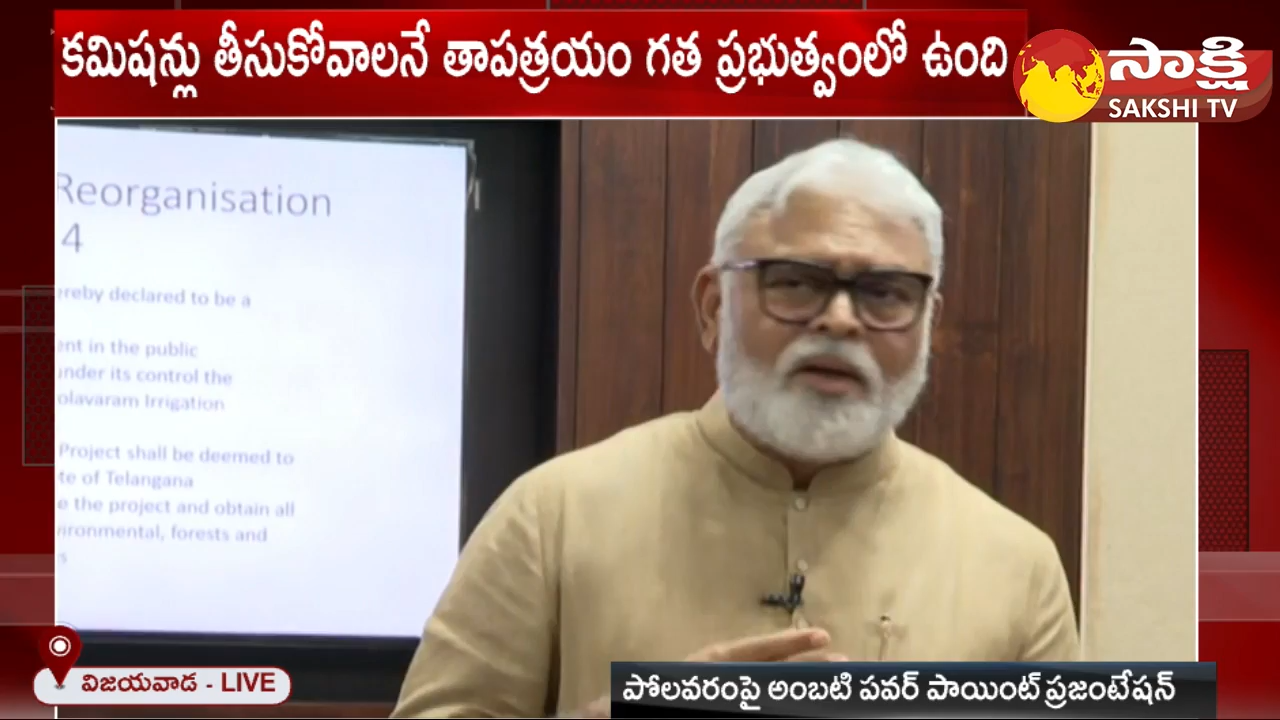 కమిషన్లు తీసుకోవాలనే తాపత్రయం గత ప్రభుత్వంలో ఉంది
సాక్షి
SAKSHI TV
Reorganisation
4
ereby declared to be a
ent in the public
under its control the
olavaram Irrigation
Project shall be deemed to
te of Telangana
e the project and obtain all
vironmental, forests and
విజయవాడ - LIVE
పోలవరంపై అంబటి పవర్ పాయింట్ ప్రజంటేషన్